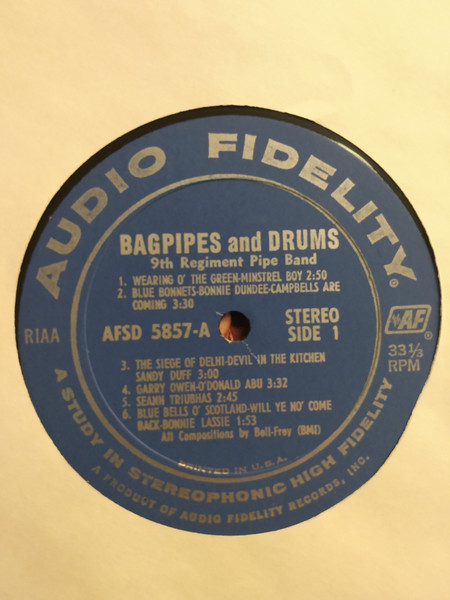 AUDIO FIDELITY®
BAGPIPES and DRUMS
9th Regiment Pipe Band
1. WEARING O' THE GREEN-MINSTREL BOY 2:50
2. BLUE BONNETS-BONNIE DUNDEE-CAMPBELLS ARE
COMING 3:30
RIAA
AFSD 5857-A
STEREO
SIDE 1
AF®
33⅓
RPM
3. THE SIEGE OF DELHI-DEVIL IN THE KITCHEN
SANDY DUFF 3:00
4. GARRY OWEN-O'DONALD ABU 3:32
5. SEAHN TRIUBHAS 2:45
6. BLUE BELLS O' SCOTLAND-WILL YE NO' COME
BACK-BONNIE LASSIE 1:53
All Compositions by Bell-Frey (BMI)
PRINTED IN U.S.A.
A STUDY IN STEREOPHONIC HIGH FIDELITY
A PRODUCT OF AUDIO FIDELITY RECORDS, INC.